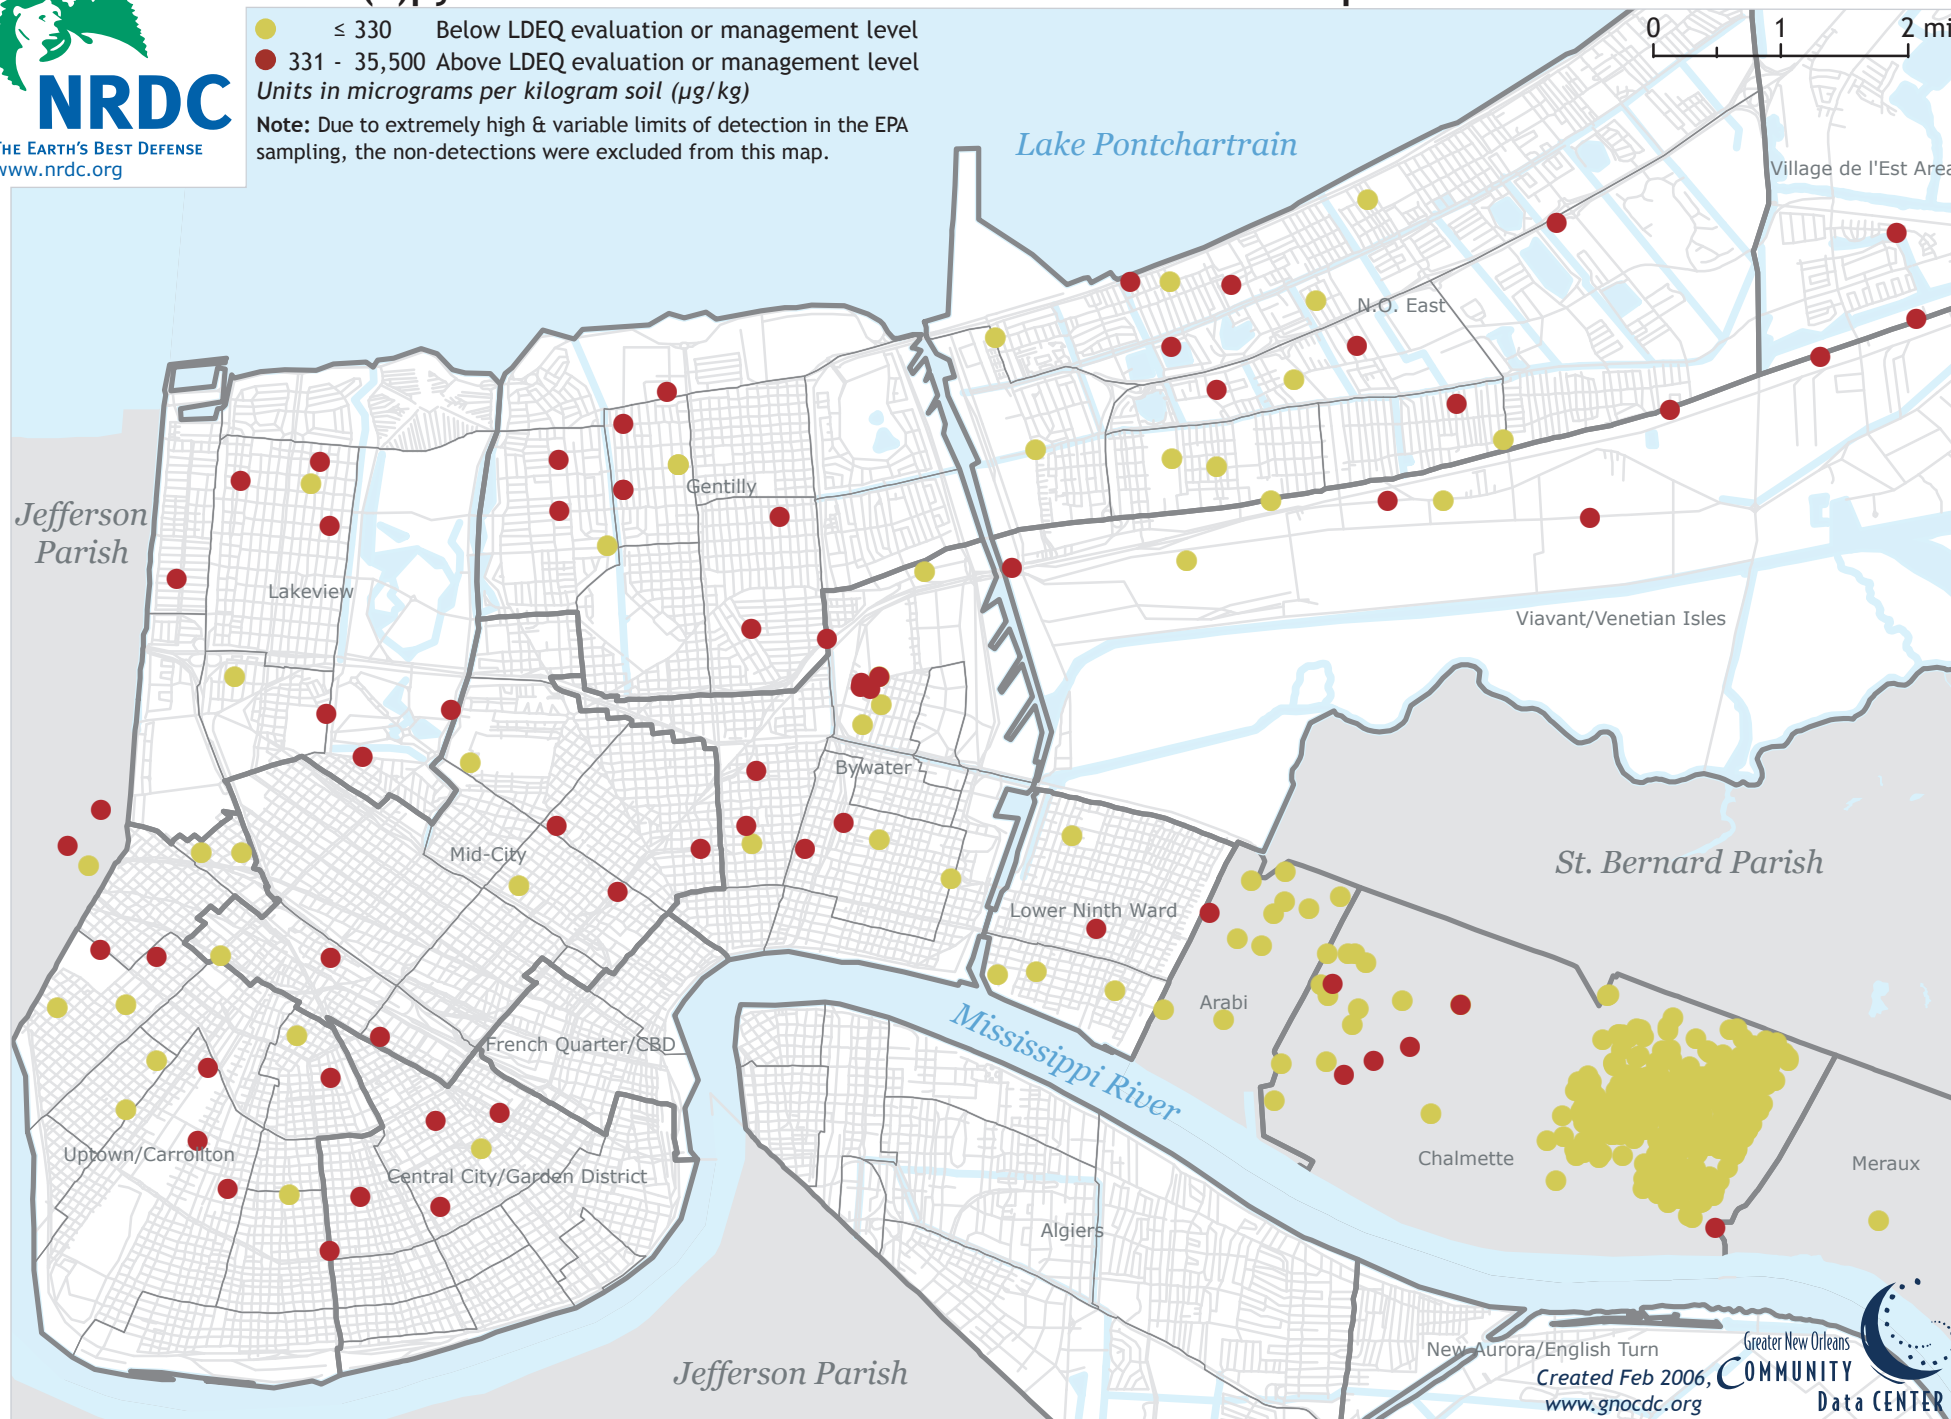 NRDC
THE EARTH'S BEST DEFENSE
www.nrdc.org
≤ 330 Below LDEQ evaluation or management level
331 - 35,500 Above LDEQ evaluation or management level
Units in micrograms per kilogram soil (µg/kg)
Note: Due to extremely high & variable limits of detection in the EPA
sampling, the non-detections were excluded from this map.
0 1 2 mi
Lake Pontchartrain
Village de l'Est Area
N.O. East
Gentilly
Jefferson
Parish
Lakeview
Viavant/Venetian Isles
Bywater
Mid-City
St. Bernard Parish
Lower Ninth Ward
Arabi
Mississippi River
French Quarter/CBD
Uptown/Carrollton
Central City/Garden District
Chalmette
Meraux
Algiers
New Aurora/English Turn
Jefferson Parish
Created Feb 2006,
www.gnocdc.org
Greater New Orleans
COMMUNITY
Data CENTER